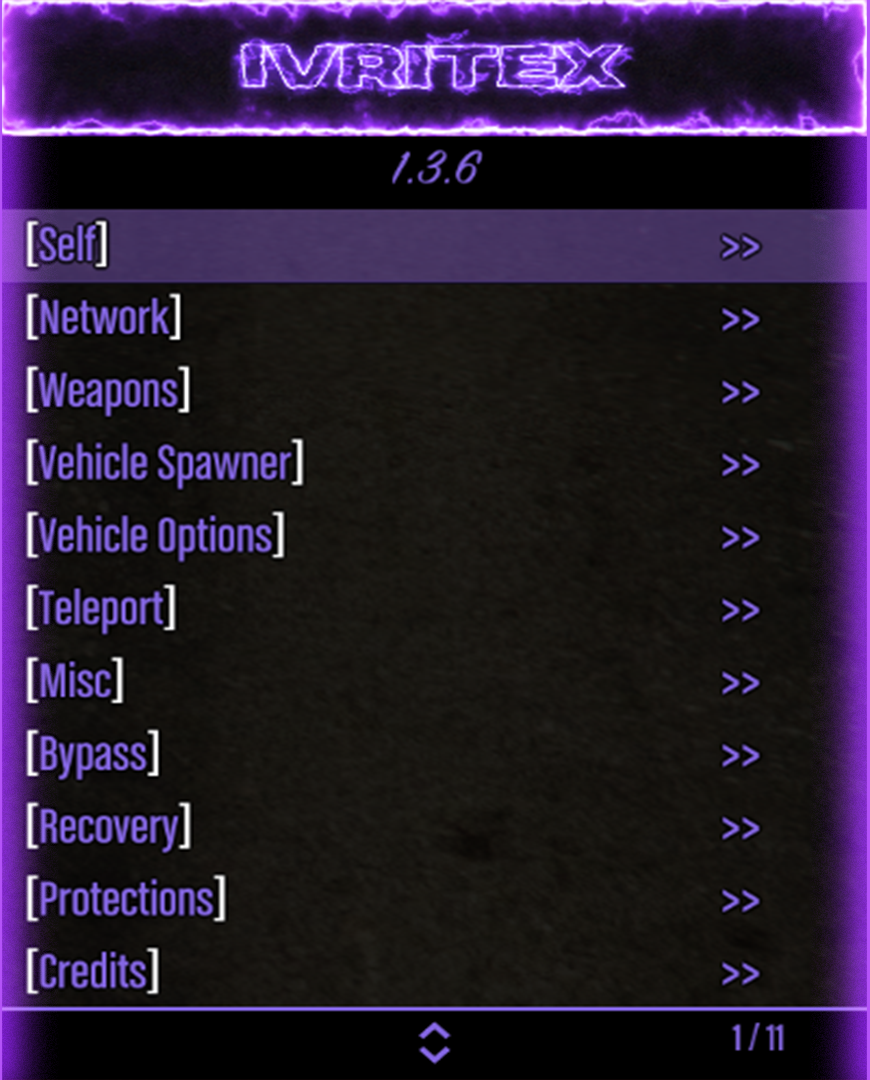 IVRITEX
1.3.6
[Self] >>
[Network] >>
[Weapons] >>
[Vehicle Spawner] >>
[Vehicle Options] >>
[Teleport] >>
[Misc] >>
[Bypass] >>
[Recovery] >>
[Protections] >>
[Credits] >>
1 / 11